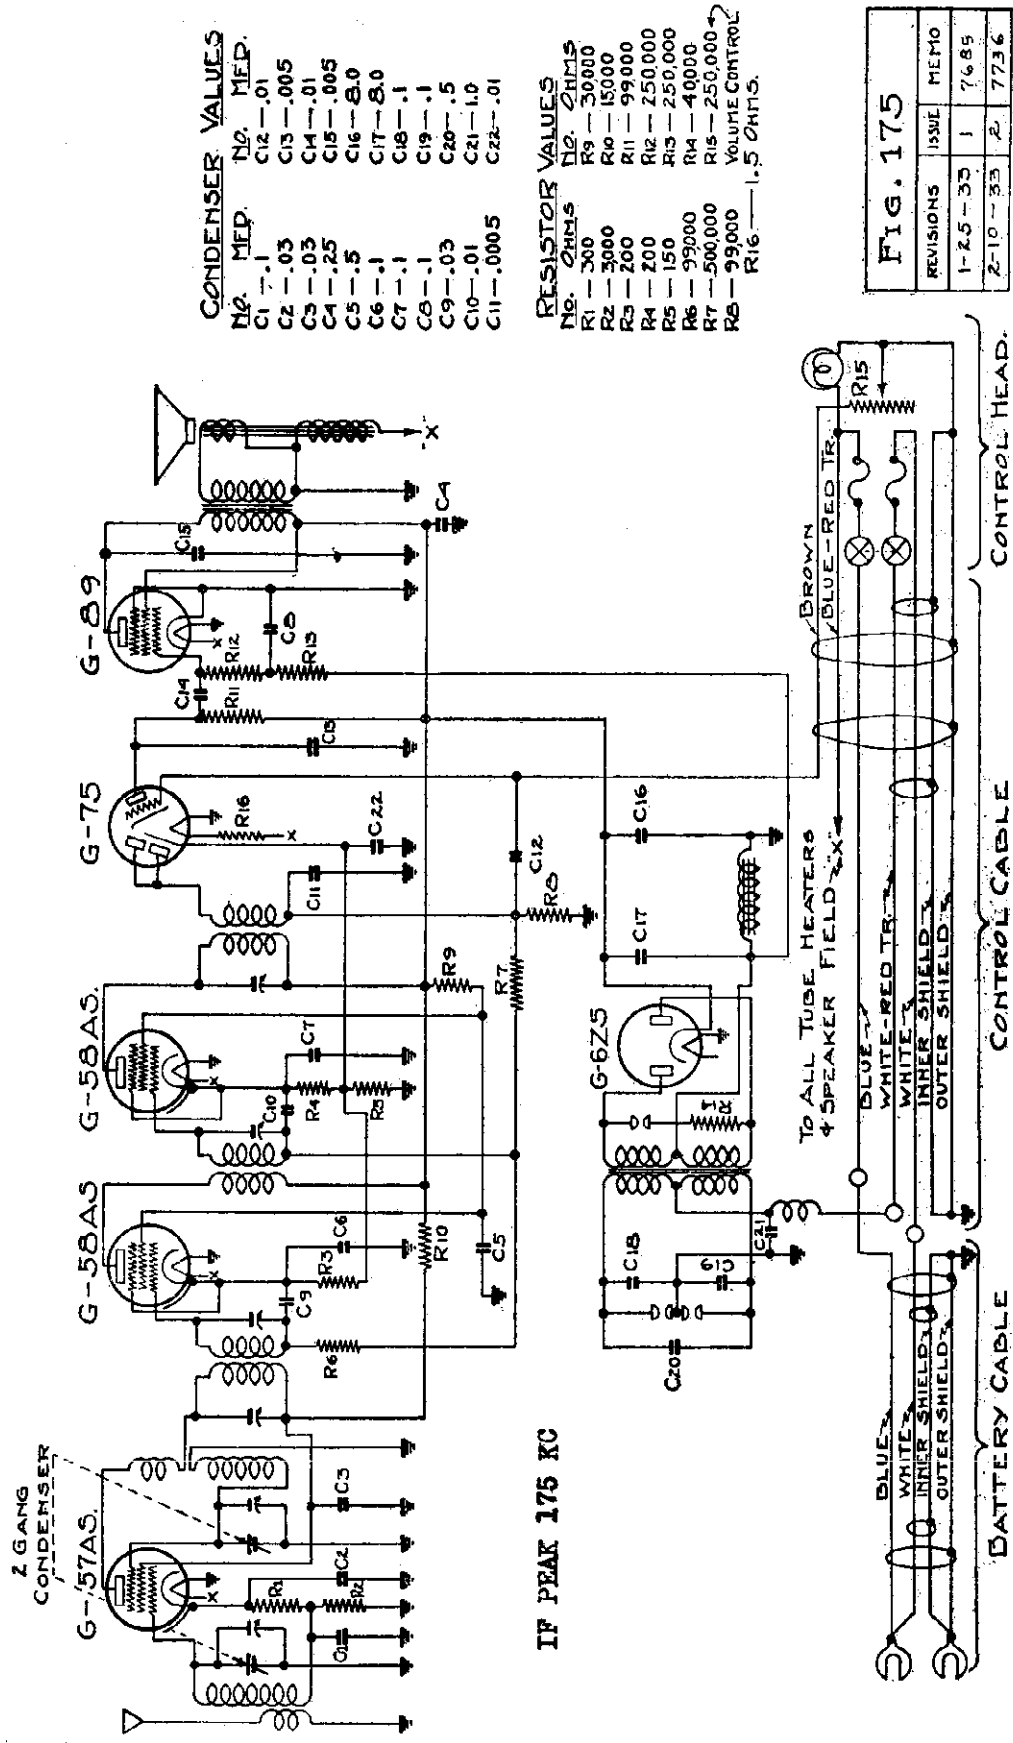 2 GANG
CONDENSER
G-57AS.
G-58AS
G-58AS.
G-75
G-89
R1
R2
C1
C2
C3
R6
C9
R3
C6
R10
C5
C10
R4
C7
R5
R9
R7
C11
R16
X
C22
C12
R8
C13
C14
R11
R12
C8
R13
C15
X
C4
X
X
X
X
IF PEAK 175 KC
C20
C18
C19
C21
R14
G-6Z5
C17
C16
CONDENSER VALUES
NO. MFD. NO. MFD.
C1 - .1 C12 - .01
C2 - .03 C13 - .005
C3 - .03 C14 - .01
C4 - .25 C15 - .005
C5 - .5 C16 - 8.0
C6 - .1 C17 - 8.0
C7 - .1 C18 - .1
C8 - .1 C19 - .1
C9 - .03 C20 - .5
C10 - .01 C21 - 1.0
C11 - .0005 C22 - .01
RESISTOR VALUES
NO. OHMS NO. OHMS
R1 - 300 R9 - 30,000
R2 - 3,000 R10 - 15,000
R3 - 200 R11 - 99,000
R4 - 200 R12 - 250,000
R5 - 150 R13 - 250,000
R6 - 99000 R14 - 40,000
R7 - 500,000 R15 - 250,000
R8 - 99,000 VOLUME CONTROL
R16 - 1.5 OHMS.
TO ALL TUBE HEATERS
& SPEAKER FIELD "X"
BROWN
BLUE-RED TR.
R15
BLUE
WHITE-RED TR.
WHITE
INNER SHIELD
OUTER SHIELD
BLUE
WHITE
INNER SHIELD
OUTER SHIELD
BATTERY CABLE
CONTROL CABLE
CONTROL HEAD.
FIG. 175
REVISIONS ISSUE MEMO
1-25-33 1 7685
2-10-33 2 7736